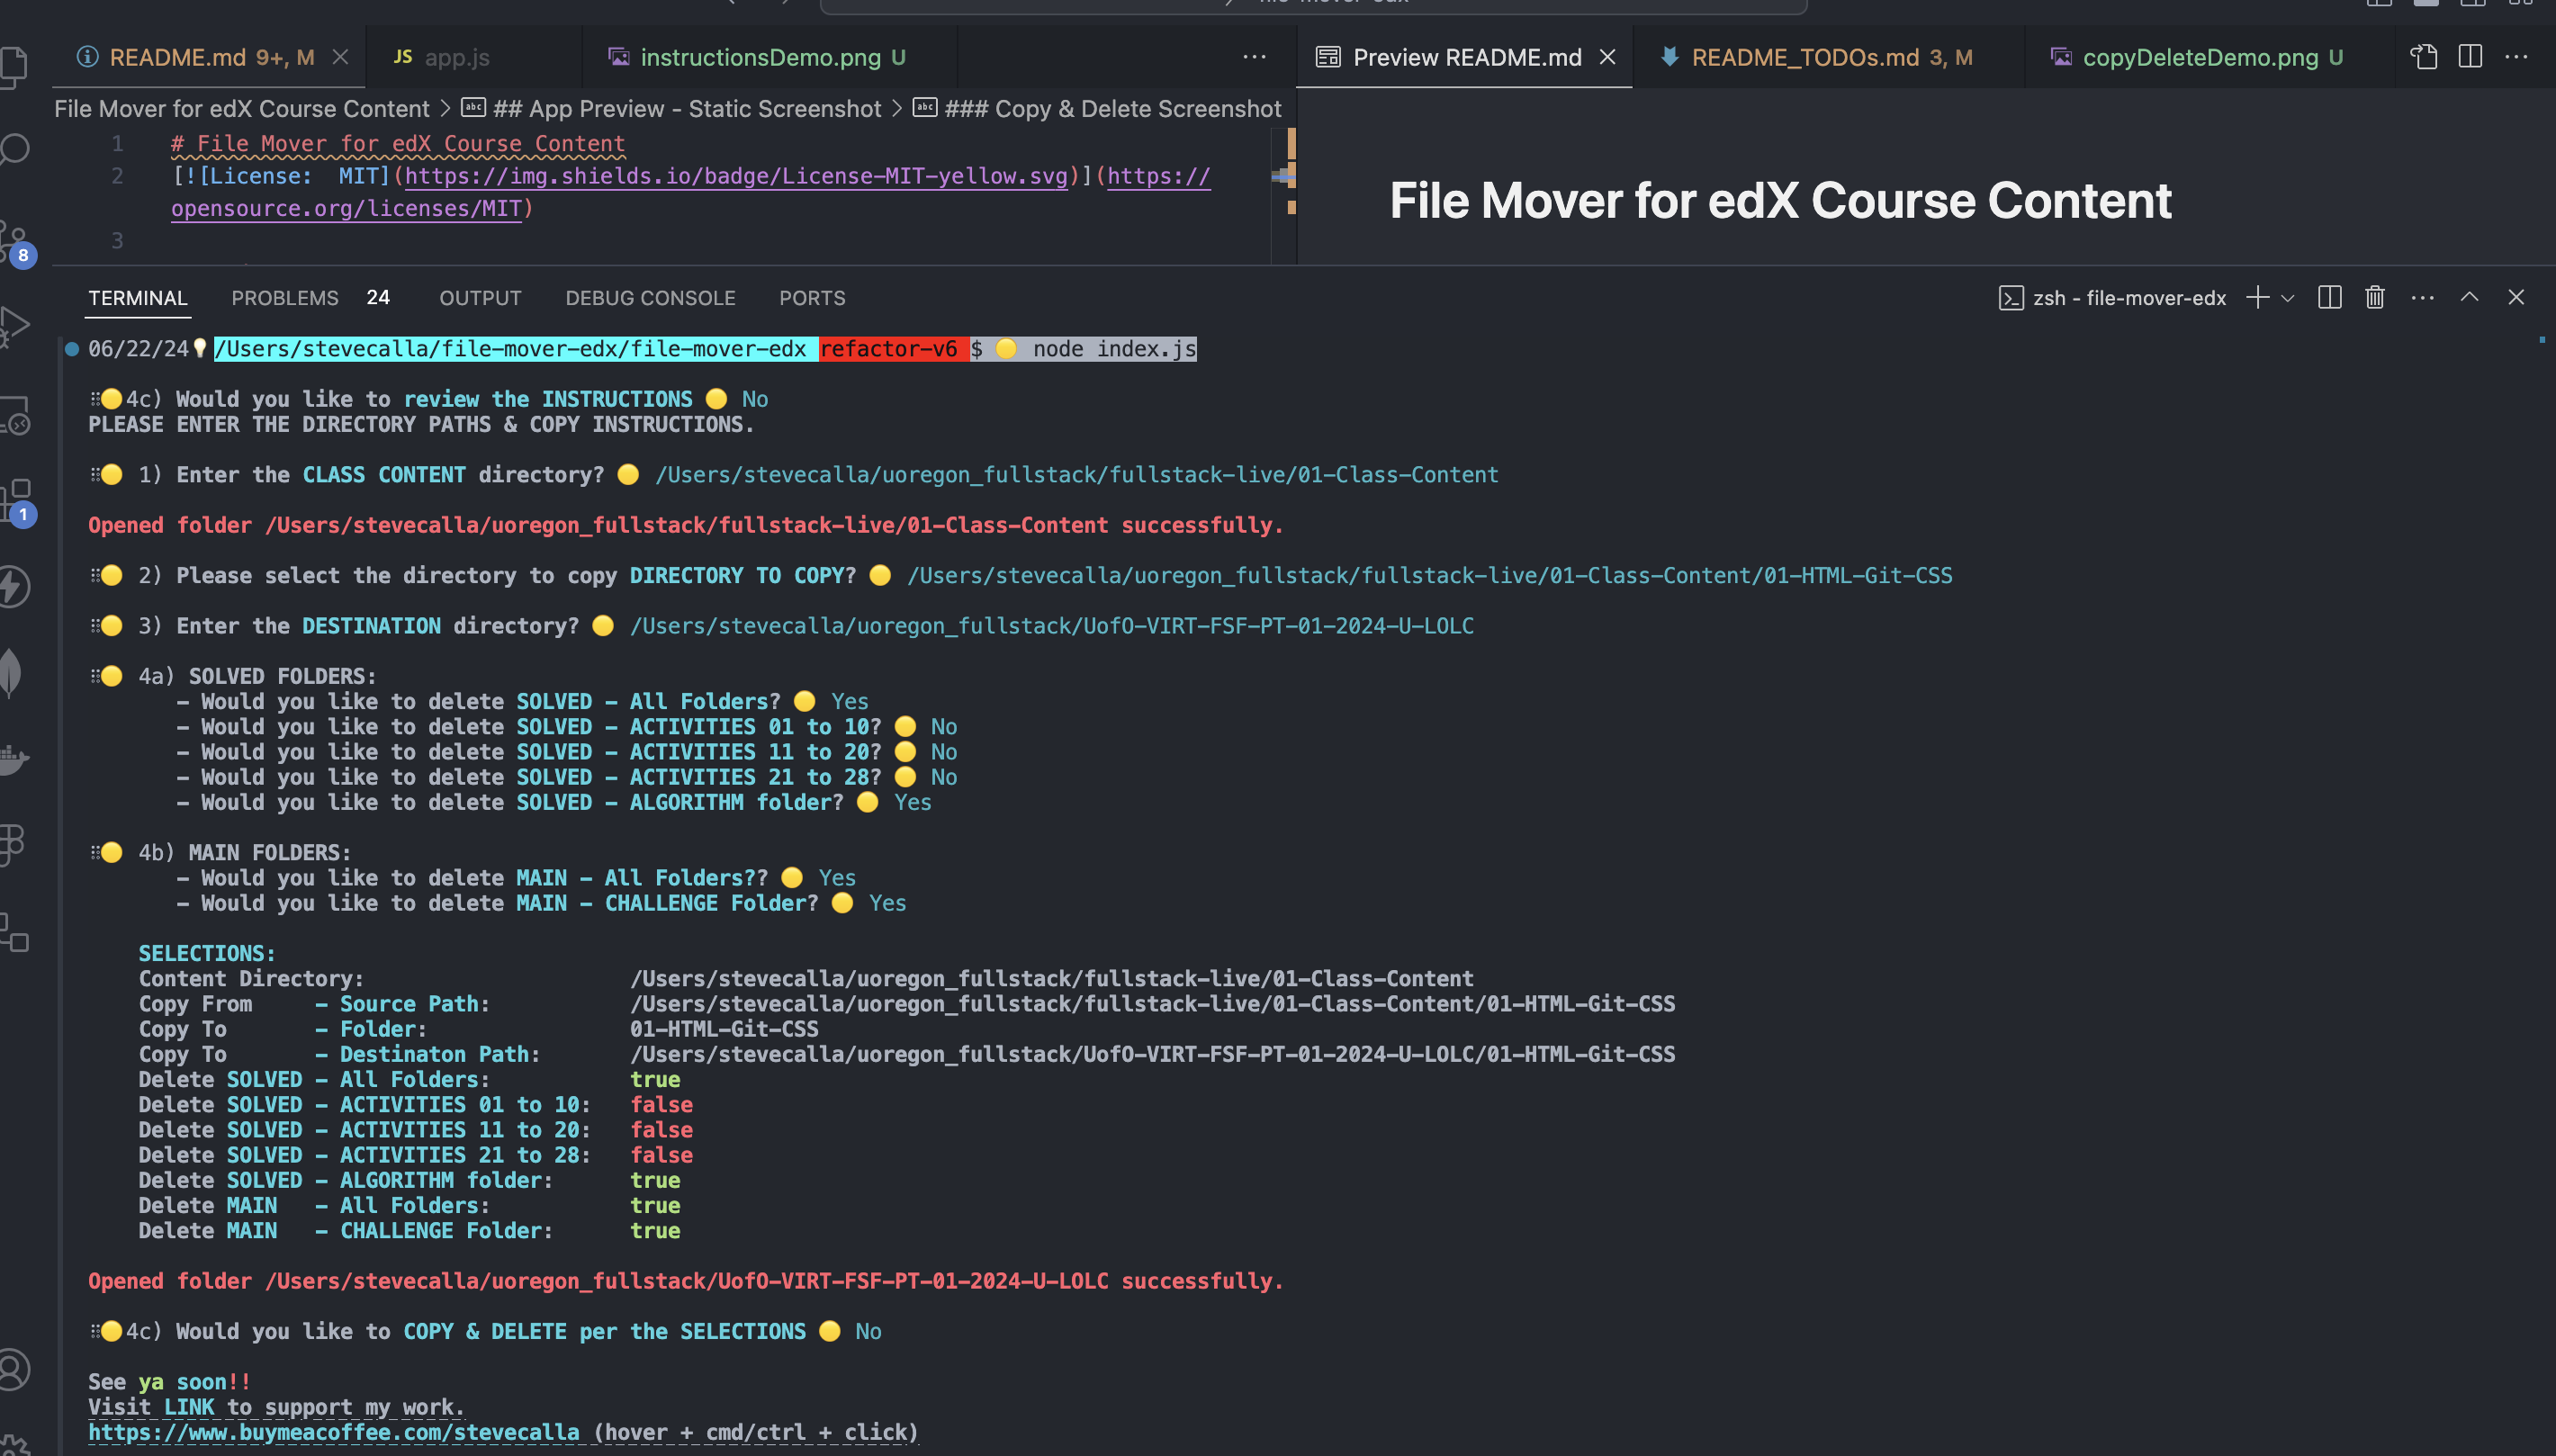 file-mover-edx
README.md 9+, M
JS app.js
instructionsDemo.png U
Preview README.md
README_TODOs.md 3, M
copyDeleteDemo.png U
File Mover for edX Course Content > ## App Preview - Static Screenshot > ### Copy & Delete Screenshot
1 # File Mover for edX Course Content
2 [![License: MIT](https://img.shields.io/badge/License-MIT-yellow.svg)](https://
opensource.org/licenses/MIT)
3
File Mover for edX Course Content
8
1
TERMINAL PROBLEMS 24 OUTPUT DEBUG CONSOLE PORTS
zsh - file-mover-edx
06/22/24 /Users/stevecalla/file-mover-edx/file-mover-edx refactor-v6 $ node index.js
4c) Would you like to review the INSTRUCTIONS No
PLEASE ENTER THE DIRECTORY PATHS & COPY INSTRUCTIONS.
1) Enter the CLASS CONTENT directory? /Users/stevecalla/uoregon_fullstack/fullstack-live/01-Class-Content
Opened folder /Users/stevecalla/uoregon_fullstack/fullstack-live/01-Class-Content successfully.
2) Please select the directory to copy DIRECTORY TO COPY? /Users/stevecalla/uoregon_fullstack/fullstack-live/01-Class-Content/01-HTML-Git-CSS
3) Enter the DESTINATION directory? /Users/stevecalla/uoregon_fullstack/UofO-VIRT-FSF-PT-01-2024-U-LOLC
4a) SOLVED FOLDERS:
- Would you like to delete SOLVED - All Folders? Yes
- Would you like to delete SOLVED - ACTIVITIES 01 to 10? No
- Would you like to delete SOLVED - ACTIVITIES 11 to 20? No
- Would you like to delete SOLVED - ACTIVITIES 21 to 28? No
- Would you like to delete SOLVED - ALGORITHM folder? Yes
4b) MAIN FOLDERS:
- Would you like to delete MAIN - All Folders?? Yes
- Would you like to delete MAIN - CHALLENGE Folder? Yes
SELECTIONS:
Content Directory: /Users/stevecalla/uoregon_fullstack/fullstack-live/01-Class-Content
Copy From - Source Path: /Users/stevecalla/uoregon_fullstack/fullstack-live/01-Class-Content/01-HTML-Git-CSS
Copy To - Folder: 01-HTML-Git-CSS
Copy To - Destinaton Path: /Users/stevecalla/uoregon_fullstack/UofO-VIRT-FSF-PT-01-2024-U-LOLC/01-HTML-Git-CSS
Delete SOLVED - All Folders: true
Delete SOLVED - ACTIVITIES 01 to 10: false
Delete SOLVED - ACTIVITIES 11 to 20: false
Delete SOLVED - ACTIVITIES 21 to 28: false
Delete SOLVED - ALGORITHM folder: true
Delete MAIN - All Folders: true
Delete MAIN - CHALLENGE Folder: true
Opened folder /Users/stevecalla/uoregon_fullstack/UofO-VIRT-FSF-PT-01-2024-U-LOLC successfully.
4c) Would you like to COPY & DELETE per the SELECTIONS No
See ya soon!!
Visit LINK to support my work.
https://www.buymeacoffee.com/stevecalla (hover + cmd/ctrl + click)